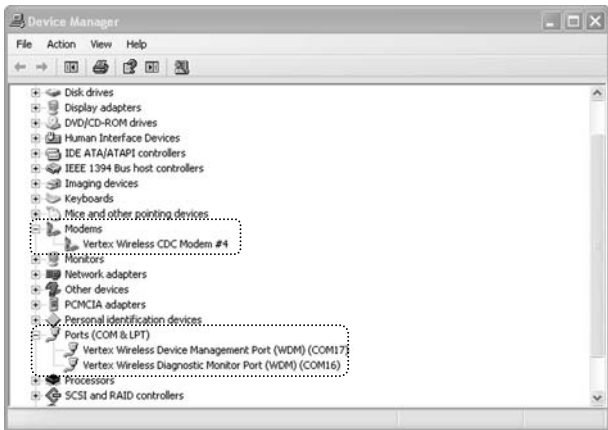 Device Manager
File Action View Help
Disk drives
Display adapters
DVD/CD-ROM drives
Human Interface Devices
IDE ATA/ATAPI controllers
IEEE 1394 Bus host controllers
Imaging devices
Keyboards
Mice and other pointing devices
Modems
Vertex Wireless CDC Modem #4
Monitors
Network adapters
Other devices
PCMCIA adapters
Personal identification devices
Ports (COM & LPT)
Vertex Wireless Device Management Port (WDM) (COM17)
Vertex Wireless Diagnostic Monitor Port (WDM) (COM16)
Processors
SCSI and RAID controllers